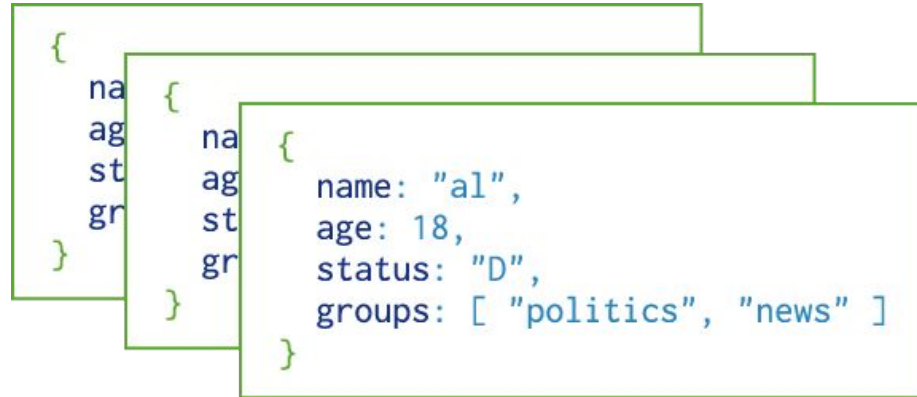 {
na
ag
st
gr
}
{
na
ag
st
gr
}
{
name: "al",
age: 18,
status: "D",
groups: [ "politics", "news" ]
}